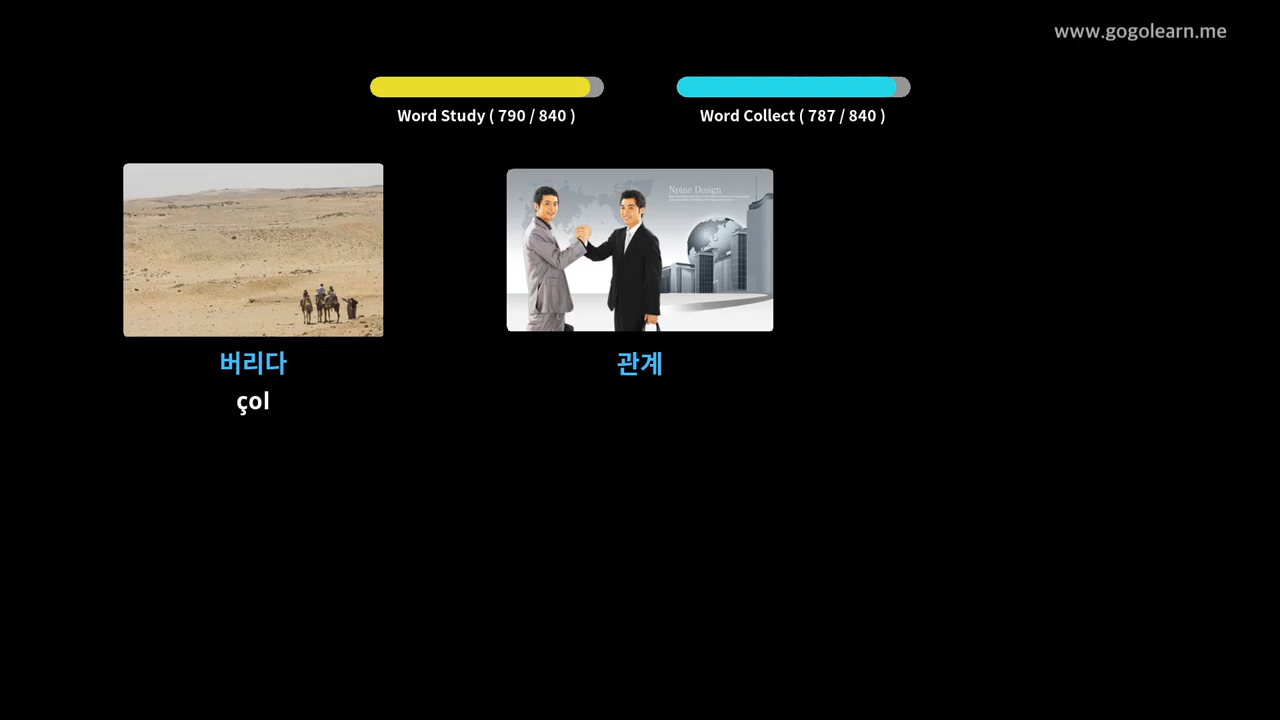 www.gogolearn.me
Word Study ( 790 / 840 )
Word Collect ( 787 / 840 )
Npine Design
버리다
관계
çol